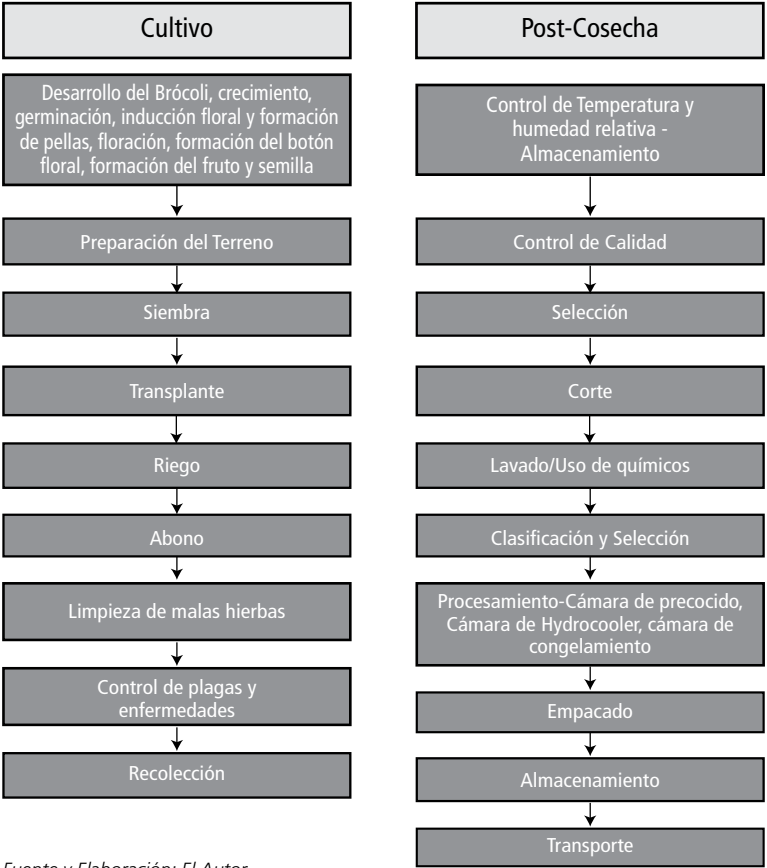 Cultivo
Desarrollo del Brócoli, crecimiento,
germinación, inducción floral y formación
de pellas, floración, formación del botón
floral, formación del fruto y semilla
Preparación del Terreno
Siembra
Transplante
Riego
Abono
Limpieza de malas hierbas
Control de plagas y
enfermedades
Recolección
Post-Cosecha
Control de Temperatura y
humedad relativa -
Almacenamiento
Control de Calidad
Selección
Corte
Lavado/Uso de químicos
Clasificación y Selección
Procesamiento-Cámara de precocido,
Cámara de Hydrocooler, cámara de
congelamiento
Empacado
Almacenamiento
Transporte
Fuente y Elaboración: El Autor